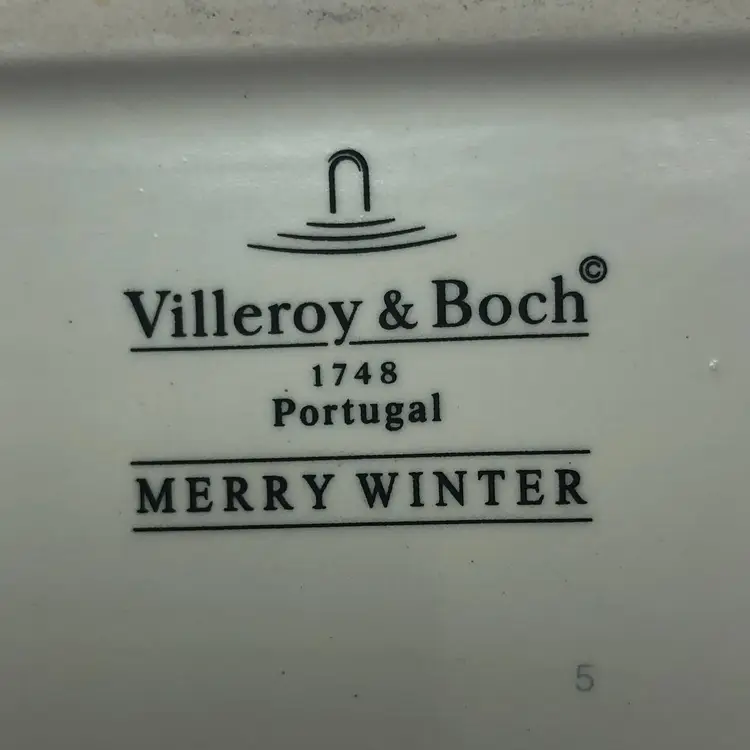 Villeroy & Boch©
1748
Portugal
MERRY WINTER
5